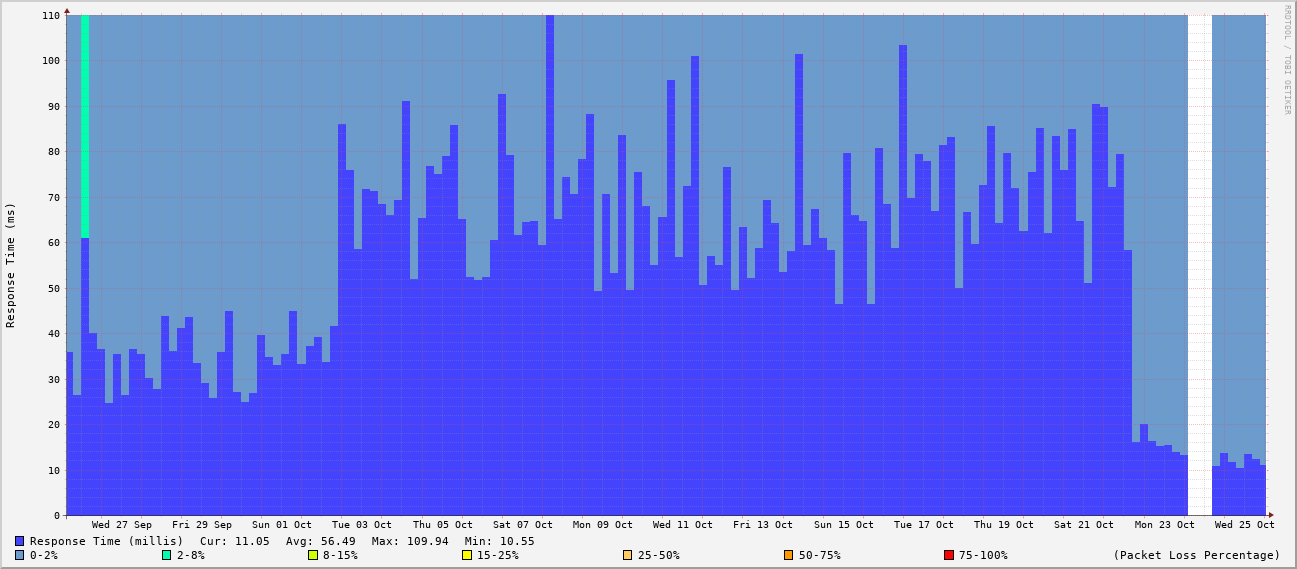 RRDTOOL / TOBI OETIKER
Response Time (ms)
110
100
90
80
70
60
50
40
30
20
10
0
Wed 27 Sep Fri 29 Sep Sun 01 Oct Tue 03 Oct Thu 05 Oct Sat 07 Oct Mon 09 Oct Wed 11 Oct Fri 13 Oct Sun 15 Oct Tue 17 Oct Thu 19 Oct Sat 21 Oct Mon 23 Oct Wed 25 Oct
Response Time (millis) Cur: 11.05 Avg: 56.49 Max: 109.94 Min: 10.55
0-2% 2-8% 8-15% 15-25% 25-50% 50-75% 75-100% (Packet Loss Percentage)